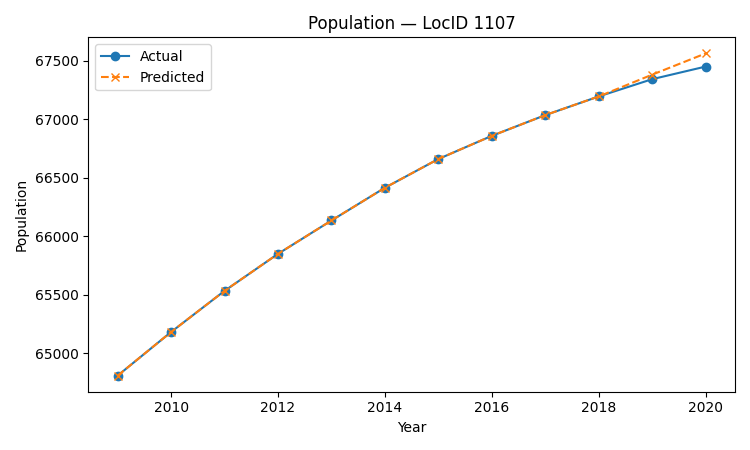 Population — LocID 1107
Actual
Predicted
67500
67000
66500
66000
65500
65000
Population
2010 2012 2014 2016 2018 2020
Year